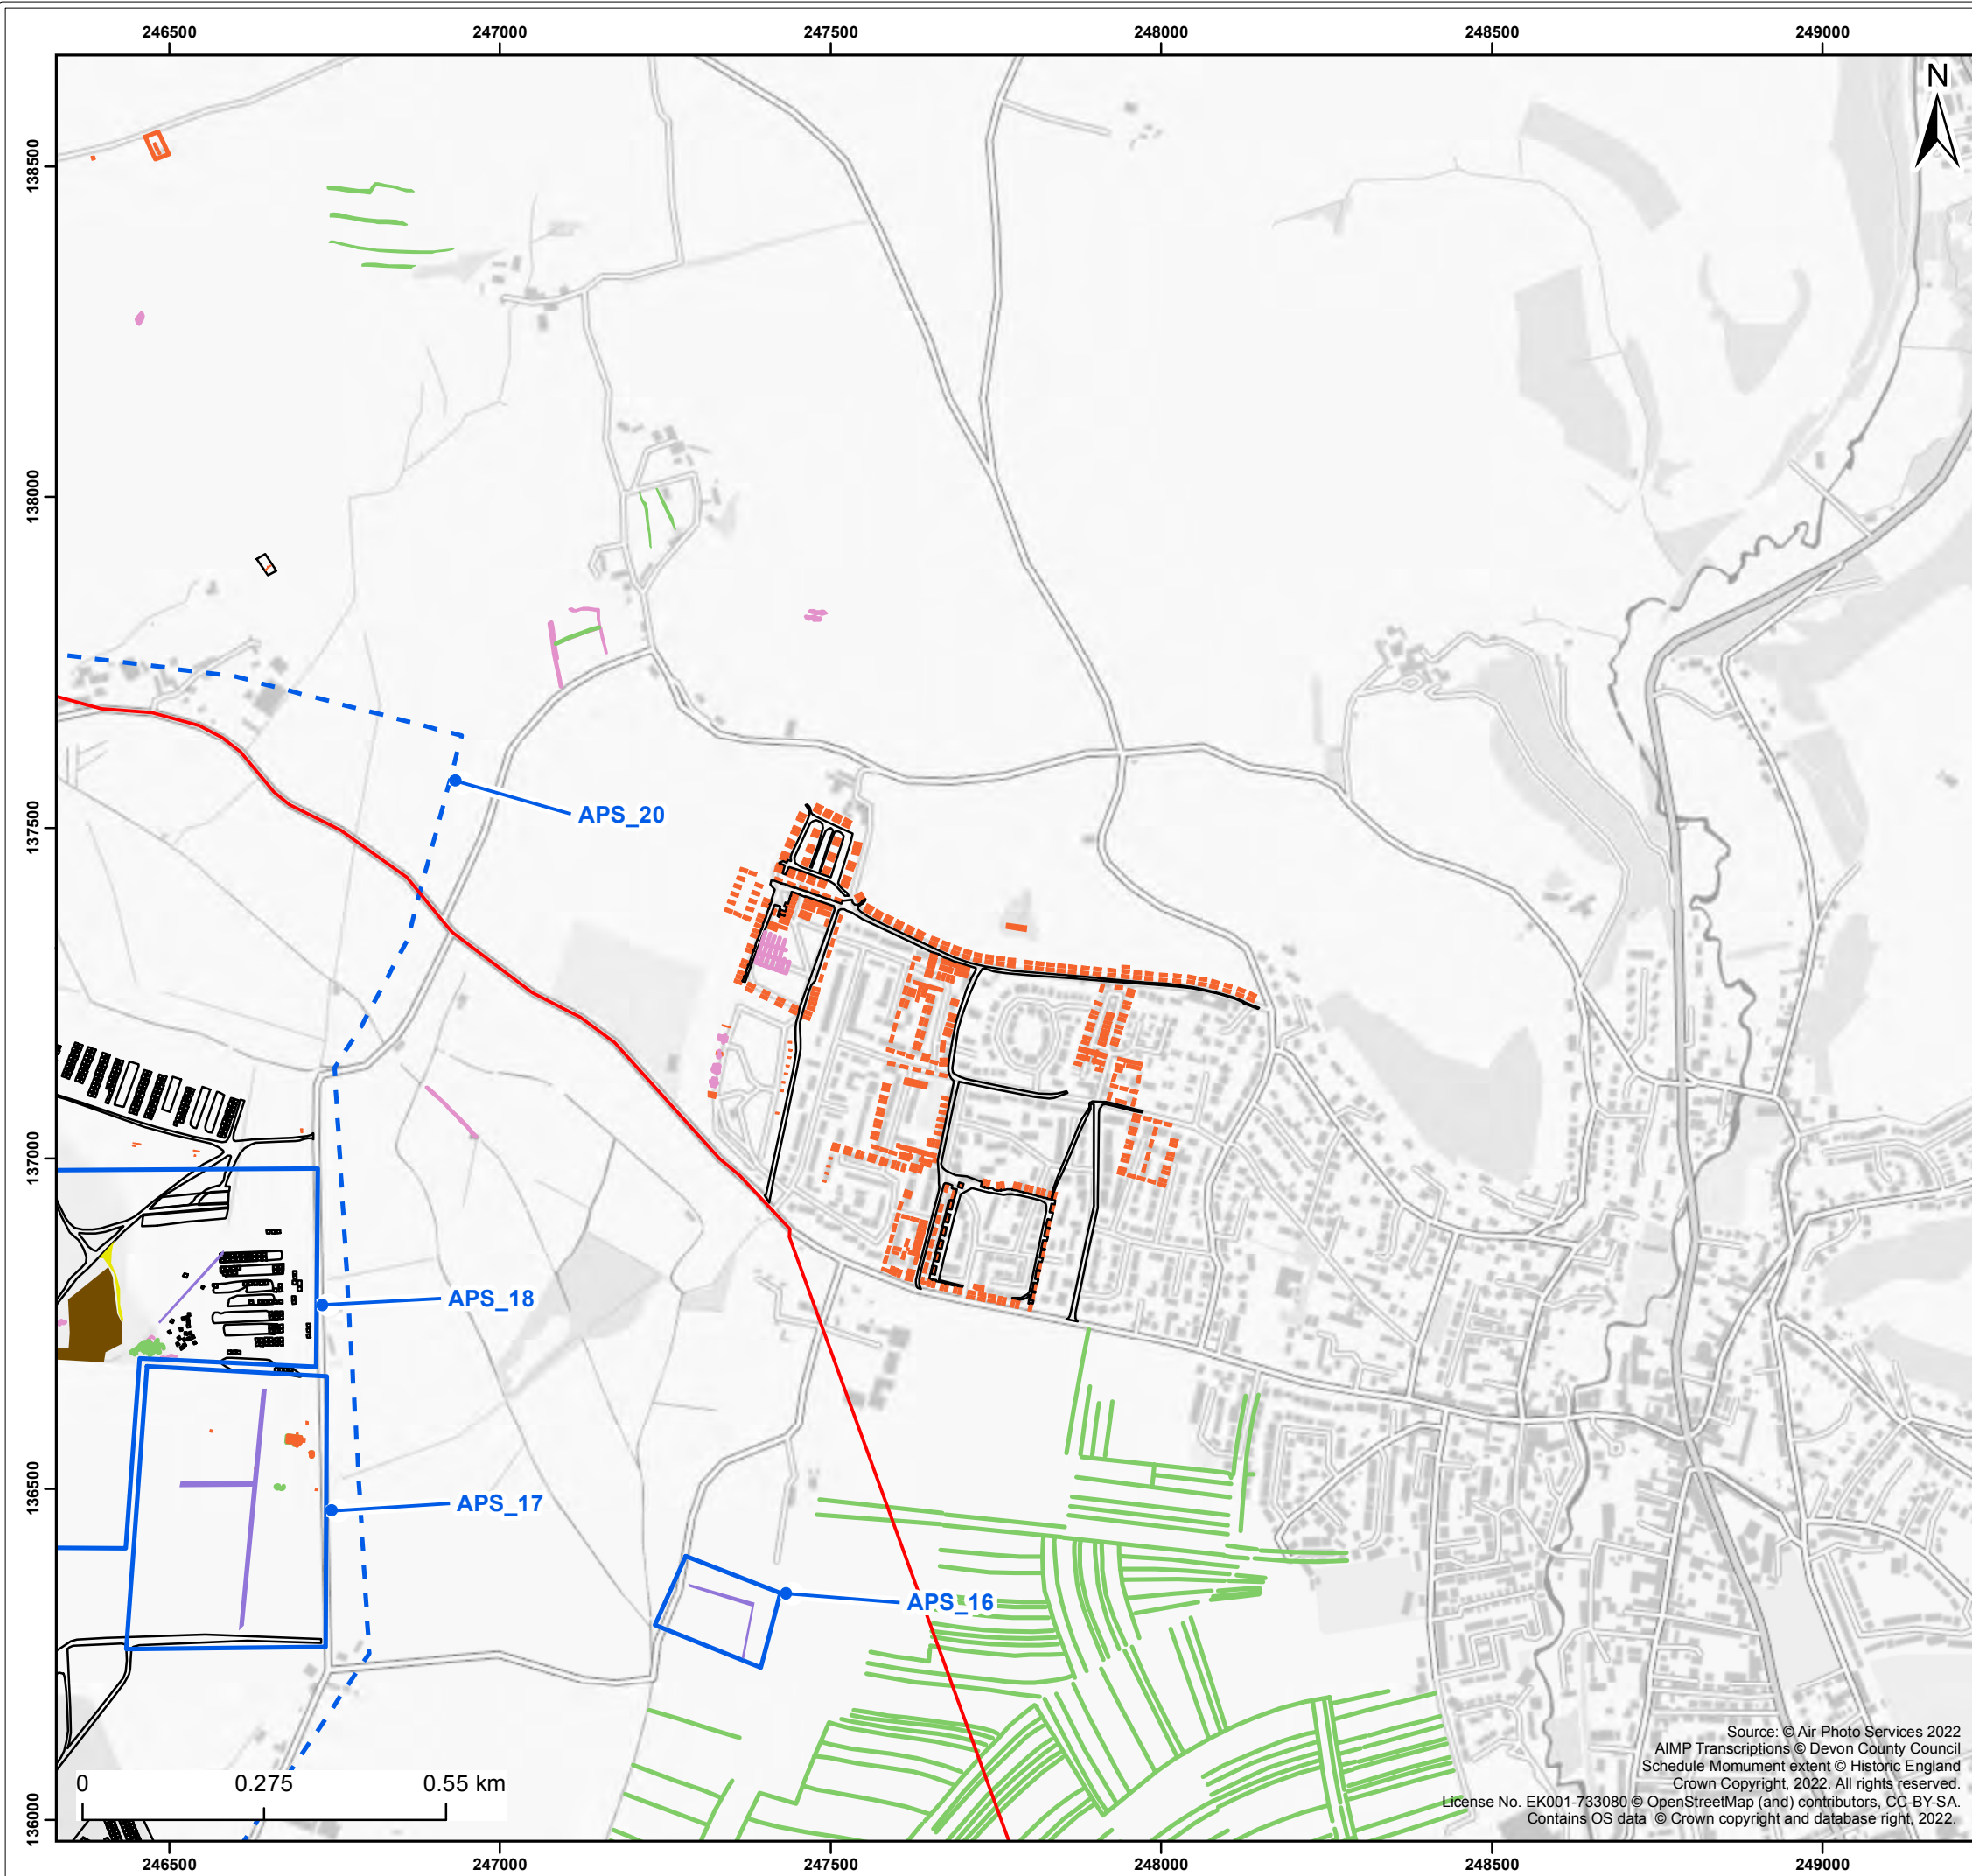 246500 247000 247500 248000 248500 249000
N
138500
138000
137500
137000
136500
136000
APS_20
APS_18
APS_17
APS_16
0 0.275 0.55 km
Source: © Air Photo Services 2022
AIMP Transcriptions © Devon County Council
Schedule Momument extent © Historic England
Crown Copyright, 2022. All rights reserved.
License No. EK001-733080 © OpenStreetMap (and) contributors, CC-BY-SA.
Contains OS data © Crown copyright and database right, 2022.
246500 247000 247500 248000 248500 249000